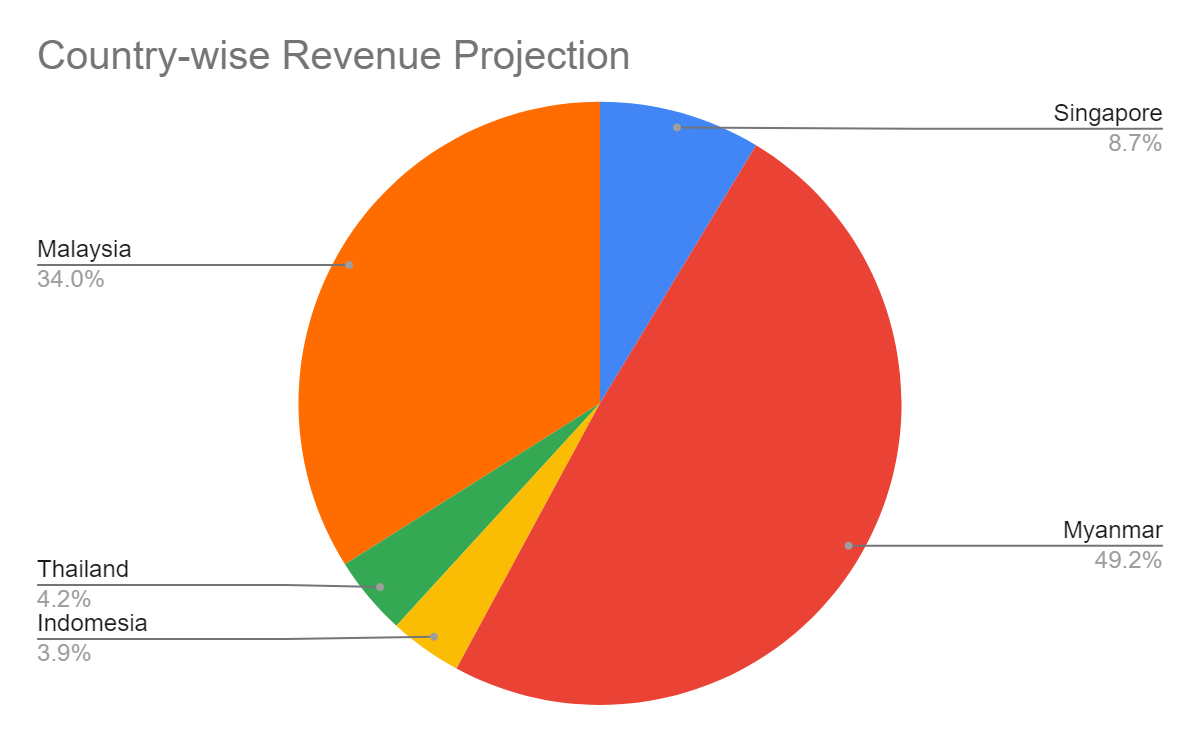 Country-wise Revenue Projection
Singapore
8.7%
Malaysia
34.0%
Myanmar
49.2%
Thailand
4.2%
Indomesia
3.9%